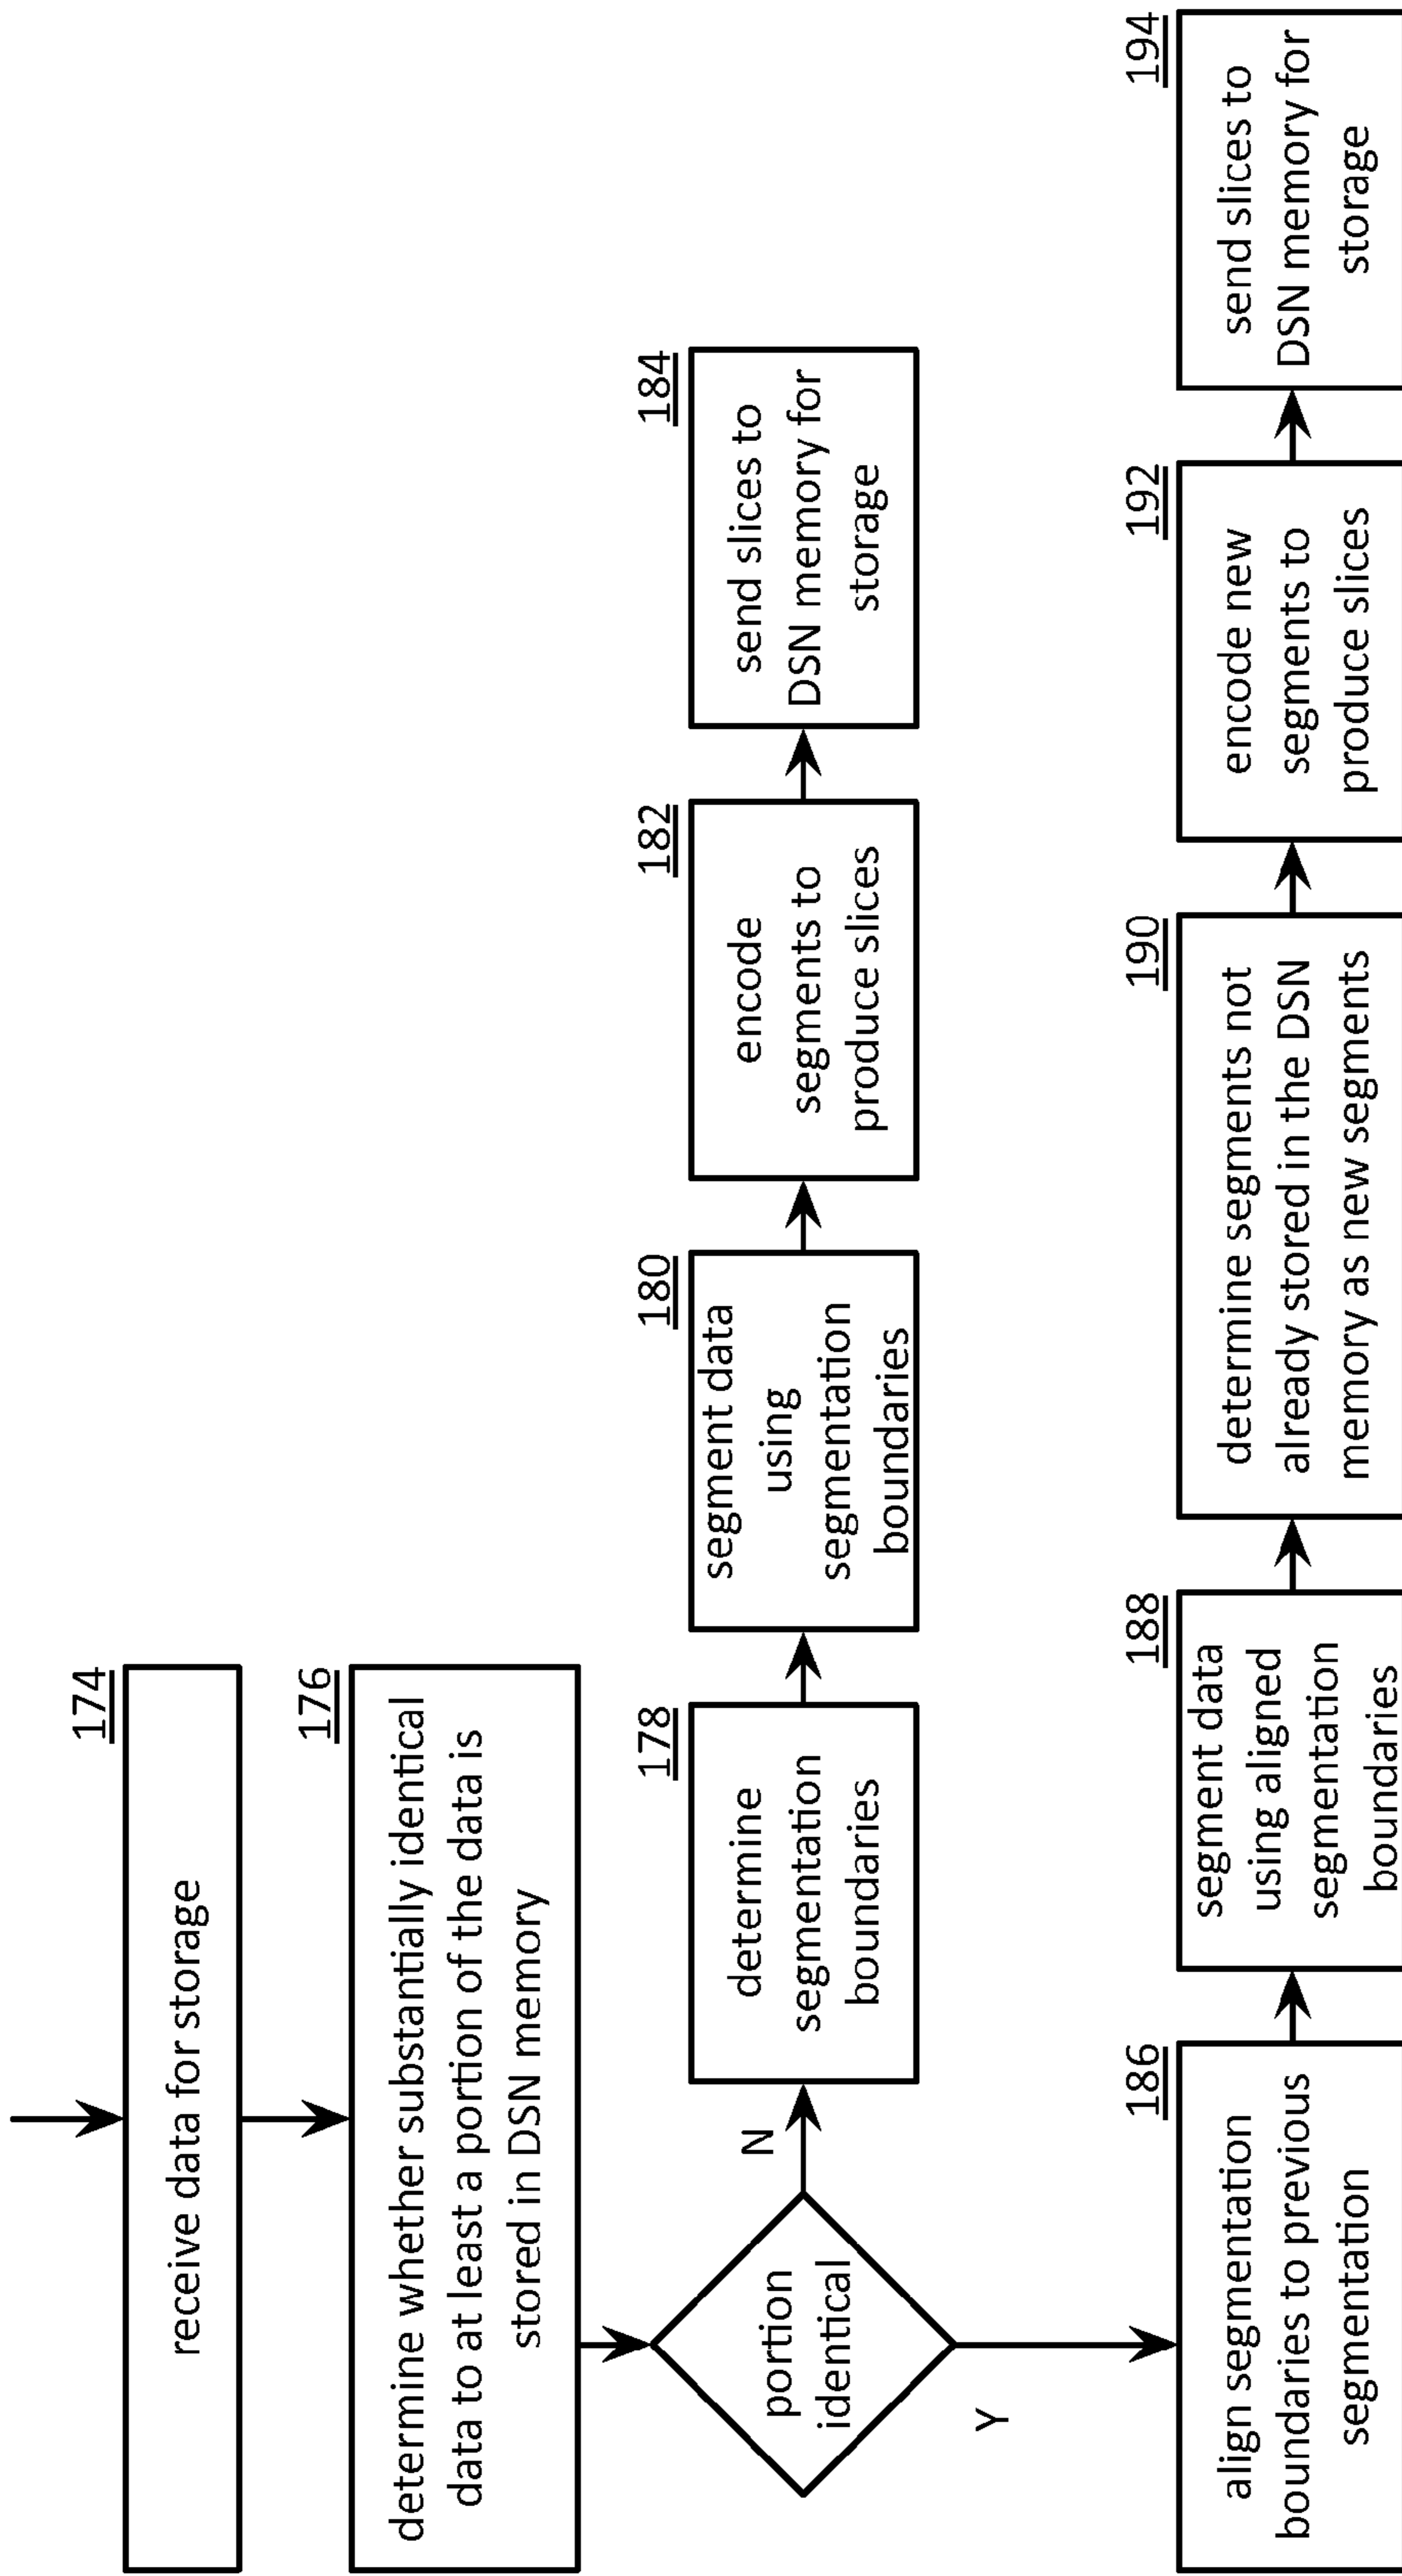 174
receive data for storage
176
determine whether substantially identical
data to at least a portion of the data is
stored in DSN memory
portion
identical
N
Y
178
determine
segmentation
boundaries
180
segment data
using
segmentation
boundaries
182
encode
segments to
produce slices
184
send slices to
DSN memory for
storage
186
align segmentation
boundaries to previous
segmentation
188
segment data
using aligned
segmentation
boundaries
190
determine segments not
already stored in the DSN
memory as new segments
192
encode new
segments to
produce slices
194
send slices to
DSN memory for
storage